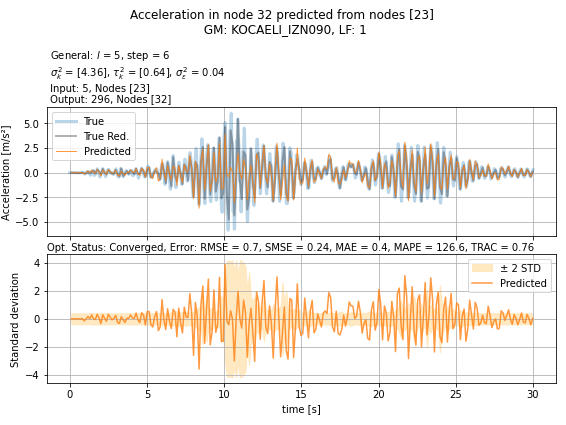 Acceleration in node 32 predicted from nodes [23]
GM: KOCAELI_IZN090, LF: 1
General: l = 5, step = 6
σ²ₖ = [4.36], τ²ₖ = [0.64], σ²ε = 0.04
Input: 5, Nodes [23]
Output: 296, Nodes [32]
True
True Red.
Predicted
Acceleration [m/s²]
5.0
2.5
0.0
−2.5
−5.0
Opt. Status: Converged, Error: RMSE = 0.7, SMSE = 0.24, MAE = 0.4, MAPE = 126.6, TRAC = 0.76
± 2 STD
Predicted
Standard deviation
4
2
0
−2
−4
0 5 10 15 20 25 30
time [s]